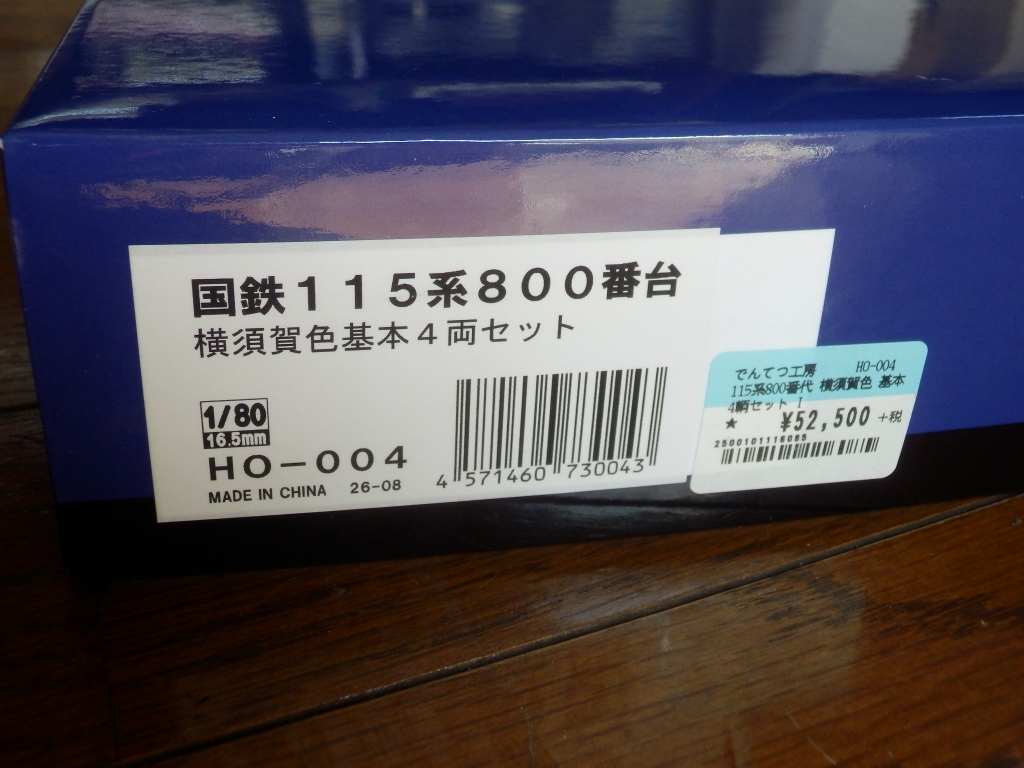 国鉄１１５系８００番台
横須賀色基本４両セット
1/80
16.5mm
HO－004
MADE IN CHINA 26-08
4 571460 730043
でんてつ工房 HO-004
115系800番代 横須賀色 基本
4輌セット I
★ ¥52,500 +税
2500101116085